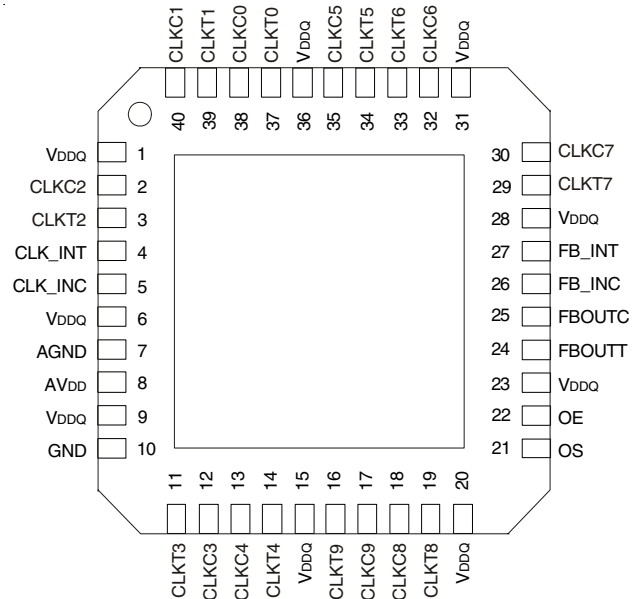 CLKC1
CLKT1
CLKC0
CLKT0
VDDQ
CLKC5
CLKT5
CLKT6
CLKC6
VDDQ
40
39
38
37
36
35
34
33
32
31
VDDQ 1
CLKC2 2
CLKT2 3
CLK_INT 4
CLK_INC 5
VDDQ 6
AGND 7
AVDD 8
VDDQ 9
GND 10
30 CLKC7
29 CLKT7
28 VDDQ
27 FB_INT
26 FB_INC
25 FBOUTC
24 FBOUTT
23 VDDQ
22 OE
21 OS
11
12
13
14
15
16
17
18
19
20
CLKT3
CLKC3
CLKC4
CLKT4
VDDQ
CLKT9
CLKC9
CLKC8
CLKT8
VDDQ